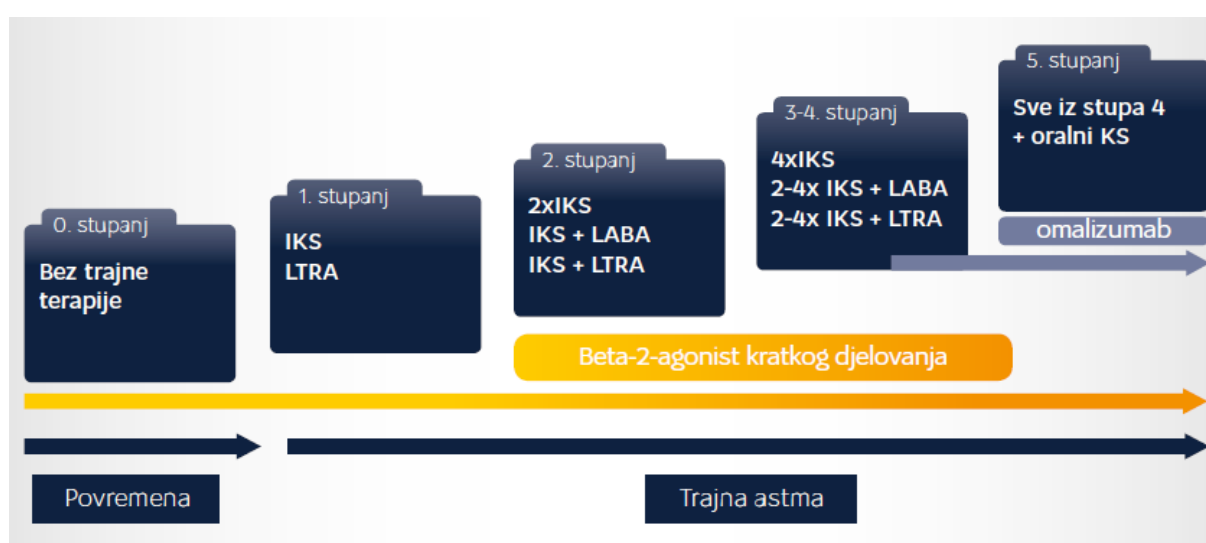 0. stupanj
Bez trajne
terapije
1. stupanj
IKS
LTRA
2. stupanj
2xIKS
IKS + LABA
IKS + LTRA
3-4. stupanj
4xIKS
2-4x IKS + LABA
2-4x IKS + LTRA
5. stupanj
Sve iz stupa 4
+ oralni KS
omalizumab
Beta-2-agonist kratkog djelovanja
Povremena
Trajna astma